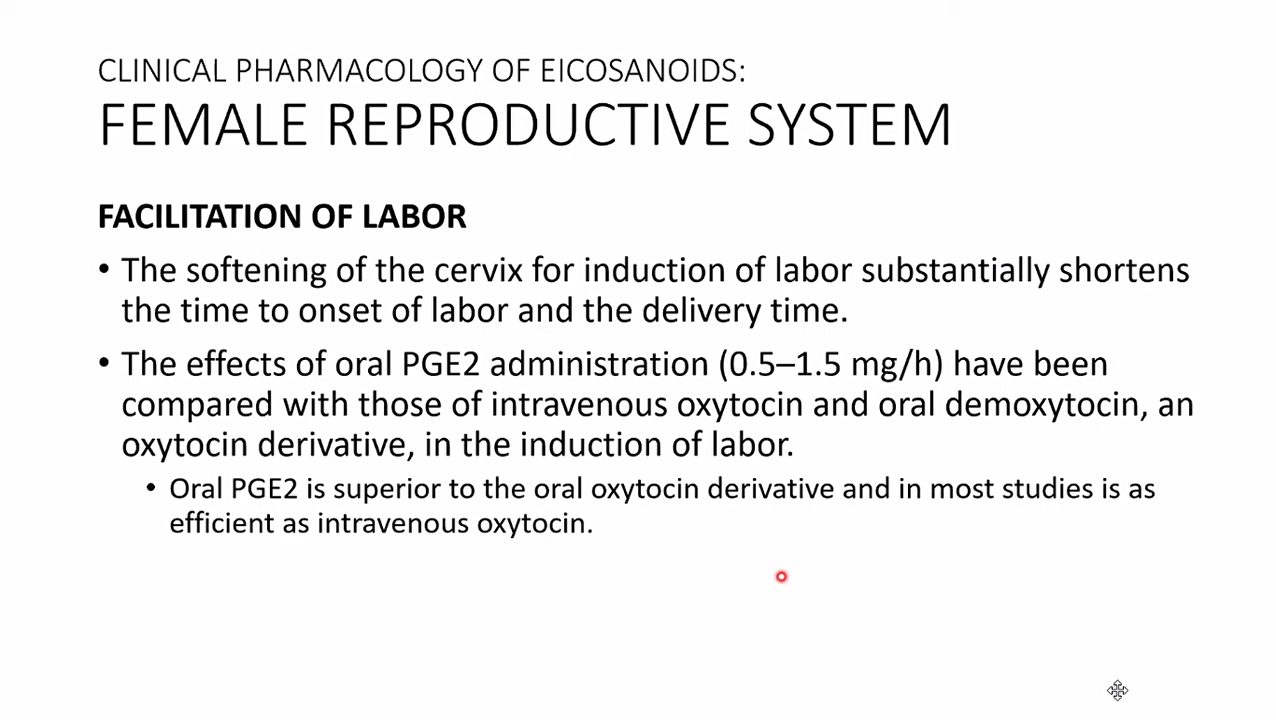 CLINICAL PHARMACOLOGY OF EICOSANOIDS:
FEMALE REPRODUCTIVE SYSTEM
FACILITATION OF LABOR
• The softening of the cervix for induction of labor substantially shortens
the time to onset of labor and the delivery time.
• The effects of oral PGE2 administration (0.5–1.5 mg/h) have been
compared with those of intravenous oxytocin and oral demoxytocin, an
oxytocin derivative, in the induction of labor.
• Oral PGE2 is superior to the oral oxytocin derivative and in most studies is as
efficient as intravenous oxytocin.